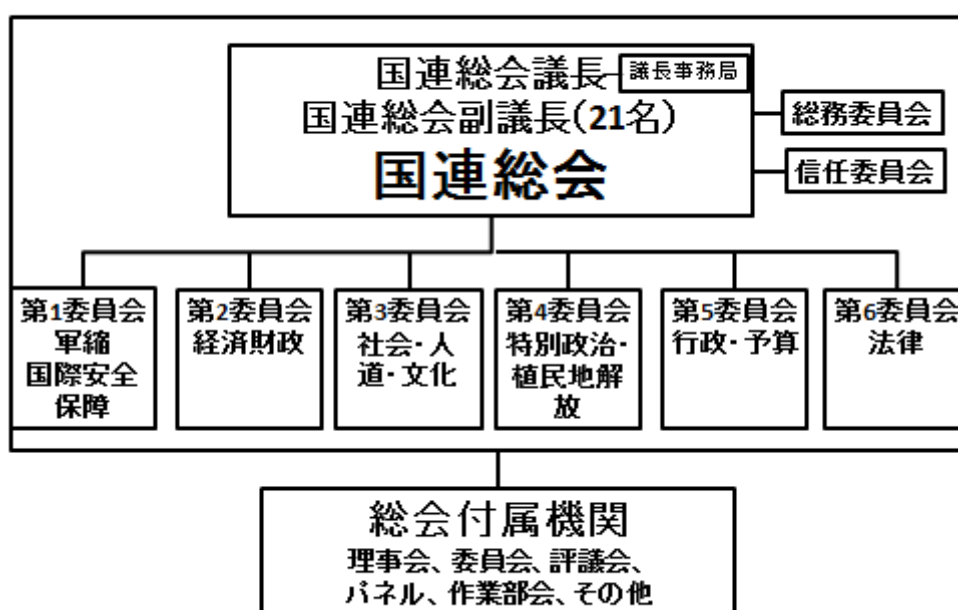 国連総会議長
議長事務局
国連総会副議長(21名)
総務委員会
国連総会
信任委員会
第1委員会
軍縮
国際安全
保障
第2委員会
経済財政
第3委員会
社会・人
道・文化
第4委員会
特別政治・
植民地解
放
第5委員会
行政・予算
第6委員会
法律
総会付属機関
理事会、委員会、評議会、
パネル、作業部会、その他